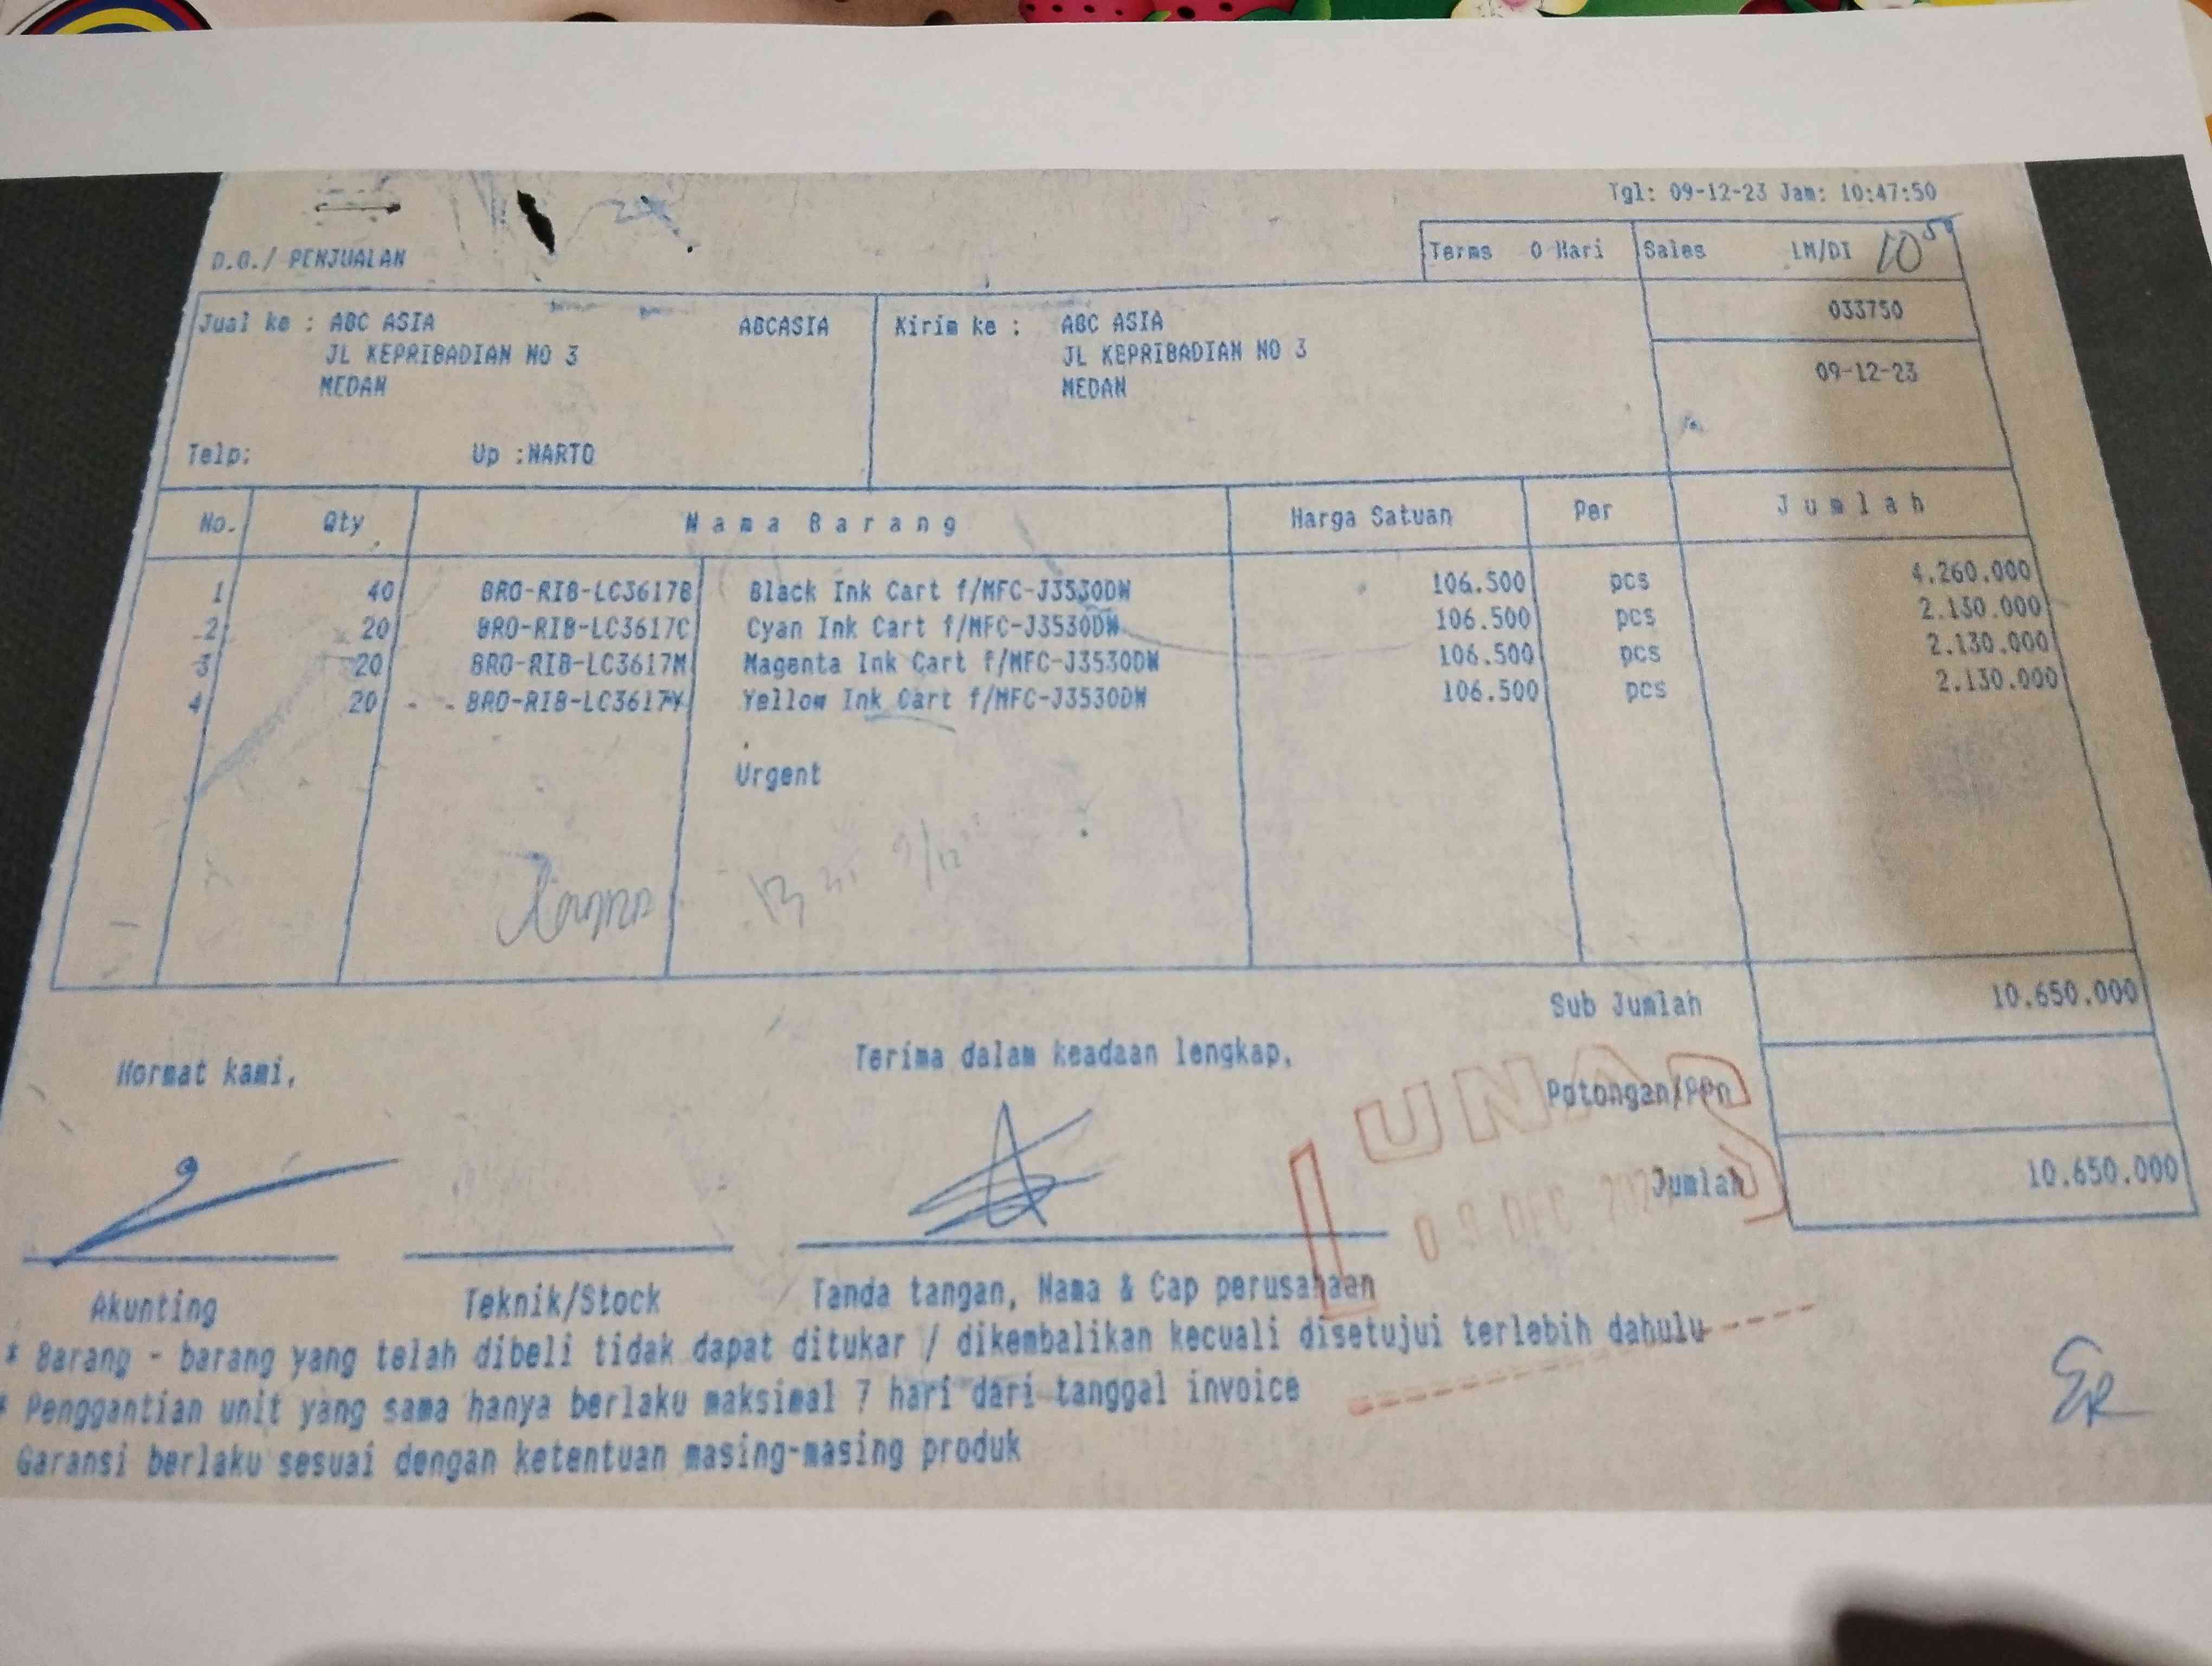 Tgl: 09-12-23 Jam: 10:47:50
D.O./ PENJUALAN
Terms 0 Hari Sales LM/DI 10
Jual ke : ABC ASIA ABCASIA Kirim ke : ABC ASIA 033750
JL KEPRIBADIAN NO 3 JL KEPRIBADIAN NO 3
MEDAN MEDAN 09-12-23
Telp: Up :NARTO
No. Qty Nama Barang Harga Satuan Per Jumlah
1 40 BRO-RIB-LC3617B Black Ink Cart f/MFC-J3530DW 106.500 pcs 4.260.000
2 20 BRO-RIB-LC3617C Cyan Ink Cart f/MFC-J3530DW 106.500 pcs 2.130.000
3 20 BRO-RIB-LC3617M Magenta Ink Cart f/MFC-J3530DW 106.500 pcs 2.130.000
4 20 BRO-RIB-LC3617Y Yellow Ink Cart f/MFC-J3530DW 106.500 pcs 2.130.000
Urgent
Sub Jumlah 10.650.000
Hormat kami, Terima dalam keadaan lengkap,
Potongan/PPn
LUNAS
Jumlah 10.650.000
09 DEC
Akunting Teknik/Stock Tanda tangan, Nama & Cap perusahaan
* Barang - barang yang telah dibeli tidak dapat ditukar / dikembalikan kecuali disetujui terlebih dahulu
* Penggantian unit yang sama hanya berlaku maksimal 7 hari dari tanggal invoice
Garansi berlaku sesuai dengan ketentuan masing-masing produk